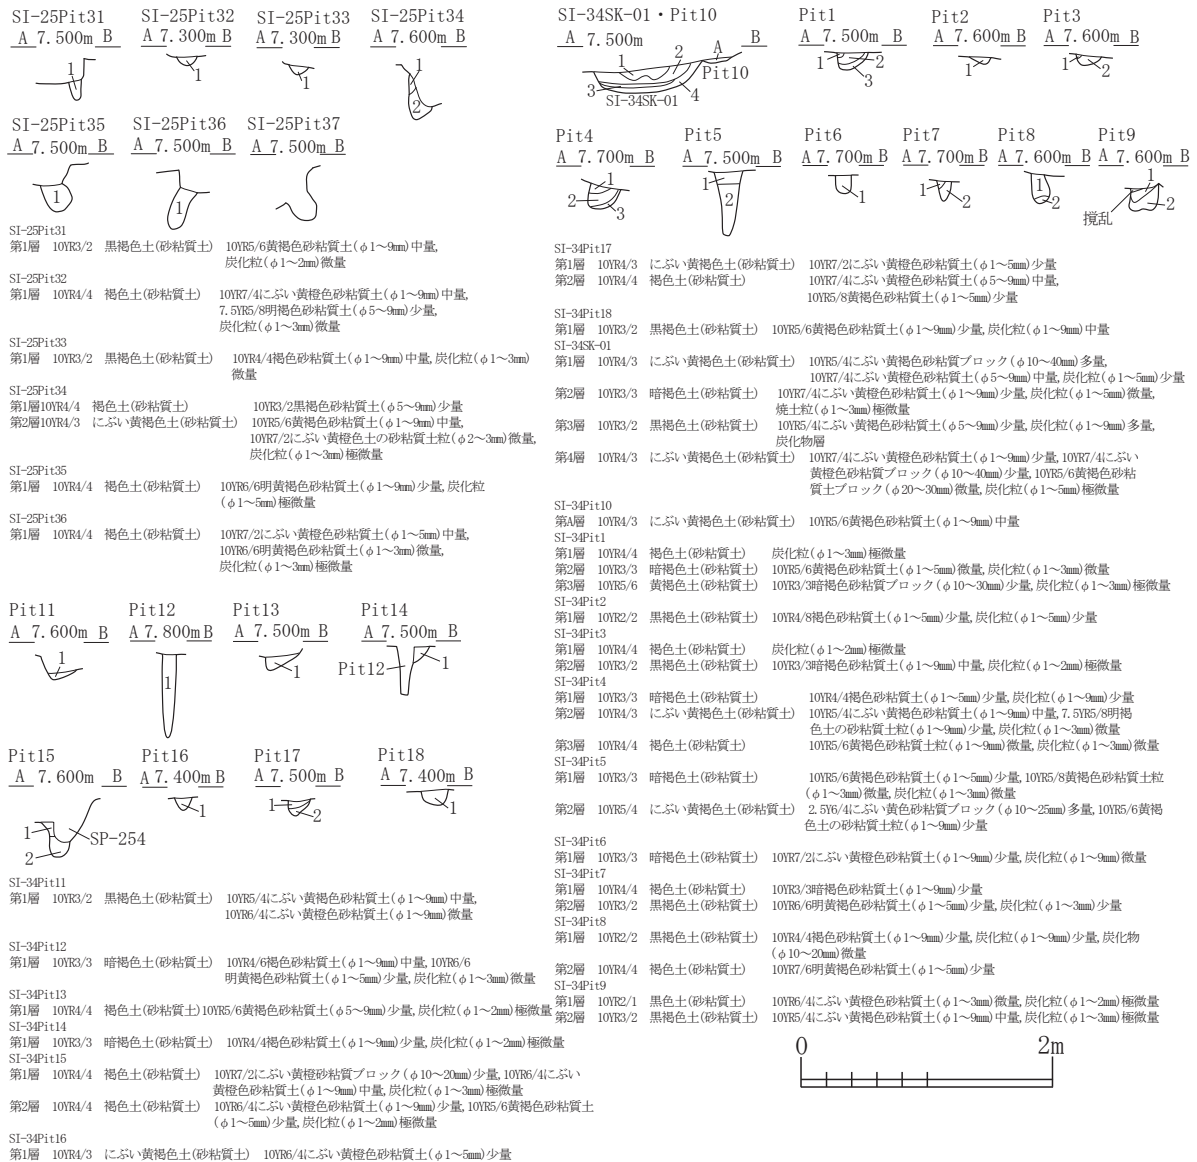 SI-25Pit31
A 7.500m B
1
SI-25Pit32
A 7.300m B
1
SI-25Pit33
A 7.300m B
1
SI-25Pit34
A 7.600m B
1
2
SI-25Pit35
A 7.500m B
1
SI-25Pit36
A 7.500m B
1
SI-25Pit37
A 7.500m B
SI-25Pit31
第1層 10YR3/2 黒褐色土(砂粘質土) 10YR5/6黄褐色砂粘質土(φ1～9㎜)中量,
炭化粒(φ1～2㎜)微量
SI-25Pit32
第1層 10YR4/4 褐色土(砂粘質土) 10YR7/4にぶい黄橙色砂粘質土(φ1～9㎜)中量,
7.5YR5/8明褐色砂粘質土(φ5～9㎜)少量,
炭化粒(φ1～3㎜)微量
SI-25Pit33
第1層 10YR3/2 黒褐色土(砂粘質土) 10YR4/4褐色砂粘質土(φ1～9㎜)中量,炭化粒(φ1～3㎜)
微量
SI-25Pit34
第1層10YR4/4 褐色土(砂粘質土) 10YR3/2黒褐色砂粘質土(φ5～9㎜)少量
第2層10YR4/3 にぶい黄褐色土(砂粘質土) 10YR5/6黄褐色砂粘質土(φ1～9㎜)中量,
10YR7/2にぶい黄橙色土の砂粘質土粒(φ2～3㎜)微量,
炭化粒(φ1～3㎜)極微量
SI-25Pit35
第1層 10YR4/4 褐色土(砂粘質土) 10YR6/6明黄褐色砂粘質土(φ1～9㎜)少量,炭化粒
(φ1～5㎜)極微量
SI-25Pit36
第1層 10YR4/4 褐色土(砂粘質土) 10YR7/2にぶい黄橙色砂粘質土(φ1～5㎜)中量,
10YR6/6明黄褐色砂粘質土(φ1～3㎜)微量,
炭化粒(φ1～3㎜)極微量
Pit11
A 7.600m B
1
Pit12
A 7.800m B
1
Pit13
A 7.500m B
1
Pit14
A 7.500m B
Pit12
1
Pit15
A 7.600m B
1
2
SP-254
Pit16
A 7.400m B
1
Pit17
A 7.500m B
1
2
Pit18
A 7.400m B
1
SI-34Pit11
第1層 10YR3/2 黒褐色土(砂粘質土) 10YR5/4にぶい黄褐色砂粘質土(φ1～9㎜)中量,
10YR6/4にぶい黄橙色砂粘質土(φ1～9㎜)微量
SI-34Pit12
第1層 10YR3/3 暗褐色土(砂粘質土) 10YR4/6褐色砂粘質土(φ1～9㎜)中量,10YR6/6
明黄褐色砂粘質土(φ1～5㎜)少量,炭化粒(φ1～3㎜)微量
SI-34Pit13
第1層 10YR4/4 褐色土(砂粘質土)10YR5/6黄褐色砂粘質土(φ5～9㎜)少量,炭化粒(φ1～2㎜)極微量
SI-34Pit14
第1層 10YR3/3 暗褐色土(砂粘質土) 10YR4/4褐色砂粘質土(φ1～9㎜)少量,炭化粒(φ1～2㎜)極微量
SI-34Pit15
第1層 10YR4/4 褐色土(砂粘質土) 10YR7/2にぶい黄橙砂粘質ブロック(φ10～20㎜)少量,10YR6/4にぶい
黄橙色砂粘質土(φ1～9㎜)中量,炭化粒(φ1～3㎜)極微量
第2層 10YR4/4 褐色土(砂粘質土) 10YR6/4にぶい黄橙色砂粘質土(φ1～9㎜)少量,10YR5/6黄褐色砂粘質土
(φ1～5㎜)少量,炭化粒(φ1～2㎜)極微量
SI-34Pit16
第1層 10YR4/3 にぶい黄褐色土(砂粘質土) 10YR6/4にぶい黄橙色砂粘質土(φ1～5㎜)少量
SI-34SK-01・Pit10
A 7.500m B
1
2
A
Pit10
3
4
SI-34SK-01
Pit1
A 7.500m B
1
2
3
Pit2
A 7.600m B
1
Pit3
A 7.600m B
1
2
Pit4
A 7.700m B
1
2
3
Pit5
A 7.500m B
1
2
Pit6
A 7.700m B
1
Pit7
A 7.700m B
1
2
Pit8
A 7.600m B
1
2
Pit9
A 7.600m B
1
2
撹乱
SI-34Pit17
第1層 10YR4/3 にぶい黄褐色土(砂粘質土) 10YR7/2にぶい黄橙色砂粘質土(φ1～5㎜)少量
第2層 10YR4/4 褐色土(砂粘質土) 10YR7/4にぶい黄橙色砂粘質土(φ5～9㎜)中量,
10YR5/8黄褐色砂粘質土(φ1～5㎜)少量
SI-34Pit18
第1層 10YR3/2 黒褐色土(砂粘質土) 10YR5/6黄褐色砂粘質土(φ1～9㎜)少量,炭化粒(φ1～9㎜)中量
SI-34SK-01
第1層 10YR4/3 にぶい黄褐色土(砂粘質土) 10YR5/4にぶい黄褐色砂粘質ブロック(φ10～40㎜)多量,
10YR7/4にぶい黄橙色砂粘質土(φ5～9㎜)中量,炭化粒(φ1～5㎜)少量
第2層 10YR3/3 暗褐色土(砂粘質土) 10YR7/4にぶい黄橙色砂粘質土(φ1～9㎜)少量,炭化粒(φ1～5㎜)微量,
焼土粒(φ1～3㎜)極微量
第3層 10YR3/2 黒褐色土(砂粘質土) 10YR5/4にぶい黄褐色砂粘質土(φ5～9㎜)少量,炭化粒(φ1～9㎜)多量,
炭化物層
第4層 10YR4/3 にぶい黄褐色土(砂粘質土) 10YR7/4にぶい黄橙色砂粘質土(φ1～9㎜)少量,10YR7/4にぶい
黄橙色砂粘質ブロック(φ10～40㎜)少量,10YR5/6黄褐色砂粘
質土ブロック(φ20～30㎜)微量,炭化粒(φ1～5㎜)極微量
SI-34Pit10
第A層 10YR4/3 にぶい黄褐色土(砂粘質土) 10YR5/6黄褐色砂粘質土(φ1～9㎜)中量
SI-34Pit1
第1層 10YR4/4 褐色土(砂粘質土) 炭化粒(φ1～3㎜)極微量
第2層 10YR3/3 暗褐色土(砂粘質土) 10YR5/6黄褐色砂粘質土(φ1～5㎜)微量,炭化粒(φ1～3㎜)微量
第3層 10YR5/6 黄褐色土(砂粘質土) 10YR3/3暗褐色砂粘質ブロック(φ10～30㎜)少量,炭化粒(φ1～3㎜)極微量
SI-34Pit2
第1層 10YR2/2 黒褐色土(砂粘質土) 10YR4/8褐色砂粘質土(φ1～5㎜)少量,炭化粒(φ1～5㎜)少量
SI-34Pit3
第1層 10YR4/4 褐色土(砂粘質土) 炭化粒(φ1～2㎜)極微量
第2層 10YR3/2 黒褐色土(砂粘質土) 10YR3/3暗褐色砂粘質土(φ1～9㎜)中量,炭化粒(φ1～2㎜)極微量
SI-34Pit4
第1層 10YR3/3 暗褐色土(砂粘質土) 10YR4/4褐色砂粘質土(φ1～5㎜)少量,炭化粒(φ1～9㎜)少量
第2層 10YR4/3 にぶい黄褐色土(砂粘質土) 10YR5/4にぶい黄褐色砂粘質土(φ1～9㎜)中量,7.5YR5/8明褐
色土の砂粘質土粒(φ1～9㎜)少量,炭化粒(φ1～3㎜)微量
第3層 10YR4/4 褐色土(砂粘質土) 10YR5/6黄褐色砂粘質土粒(φ1～9㎜)微量,炭化粒(φ1～3㎜)微量
SI-34Pit5
第1層 10YR3/3 暗褐色土(砂粘質土) 10YR5/6黄褐色砂粘質土(φ1～5㎜)少量,10YR5/8黄褐色砂粘質土粒
(φ1～3㎜)微量,炭化粒(φ1～3㎜)微量
第2層 10YR5/4 にぶい黄褐色土(砂粘質土) 2.5Y6/4にぶい黄色砂粘質ブロック(φ10～25㎜)多量,10YR5/6黄褐
色土の砂粘質土粒(φ1～9㎜)少量
SI-34Pit6
第1層 10YR3/3 暗褐色土(砂粘質土) 10YR7/2にぶい黄橙色砂粘質土(φ1～9㎜)少量,炭化粒(φ1～9㎜)微量
SI-34Pit7
第1層 10YR4/4 褐色土(砂粘質土) 10YR3/3暗褐色砂粘質土(φ1～9㎜)少量
第2層 10YR3/2 黒褐色土(砂粘質土) 10YR6/6明黄褐色砂粘質土(φ1～5㎜)少量,炭化粒(φ1～3㎜)少量
SI-34Pit8
第1層 10YR2/2 黒褐色土(砂粘質土) 10YR4/4褐色砂粘質土(φ1～9㎜)少量,炭化粒(φ1～9㎜)少量,炭化物
(φ10～20㎜)微量
第2層 10YR4/4 褐色土(砂粘質土) 10YR7/6明黄褐色砂粘質土(φ1～5㎜)少量
SI-34Pit9
第1層 10YR2/1 黒色土(砂粘質土) 10YR6/4にぶい黄橙色砂粘質土(φ1～3㎜)微量,炭化粒(φ1～2㎜)極微量
第2層 10YR3/2 黒褐色土(砂粘質土) 10YR5/4にぶい黄褐色砂粘質土(φ1～9㎜)中量,炭化粒(φ1～3㎜)極微量
0 2m